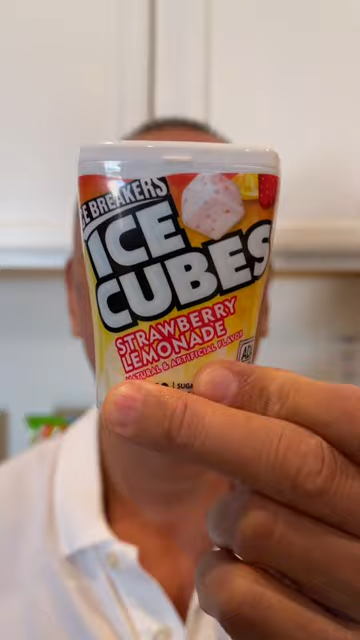 ICE BREAKERS
ICE
CUBES
STRAWBERRY
LEMONADE
NATURAL & ARTIFICIAL FLAVOR